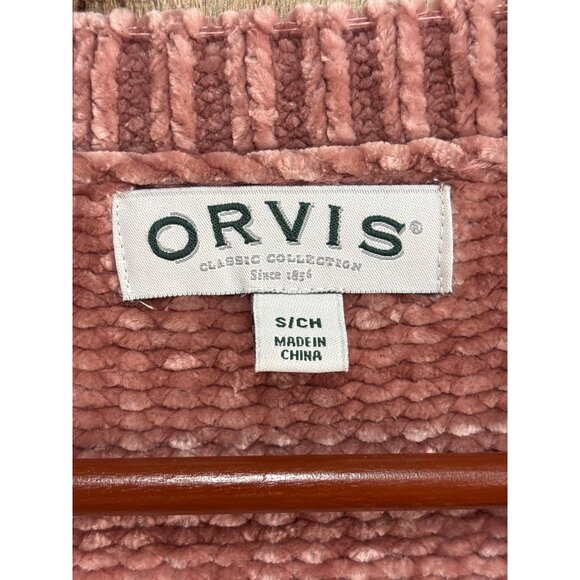 ORVIS®
CLASSIC COLLECTION
Since 1856
S/CH
MADE IN
CHINA